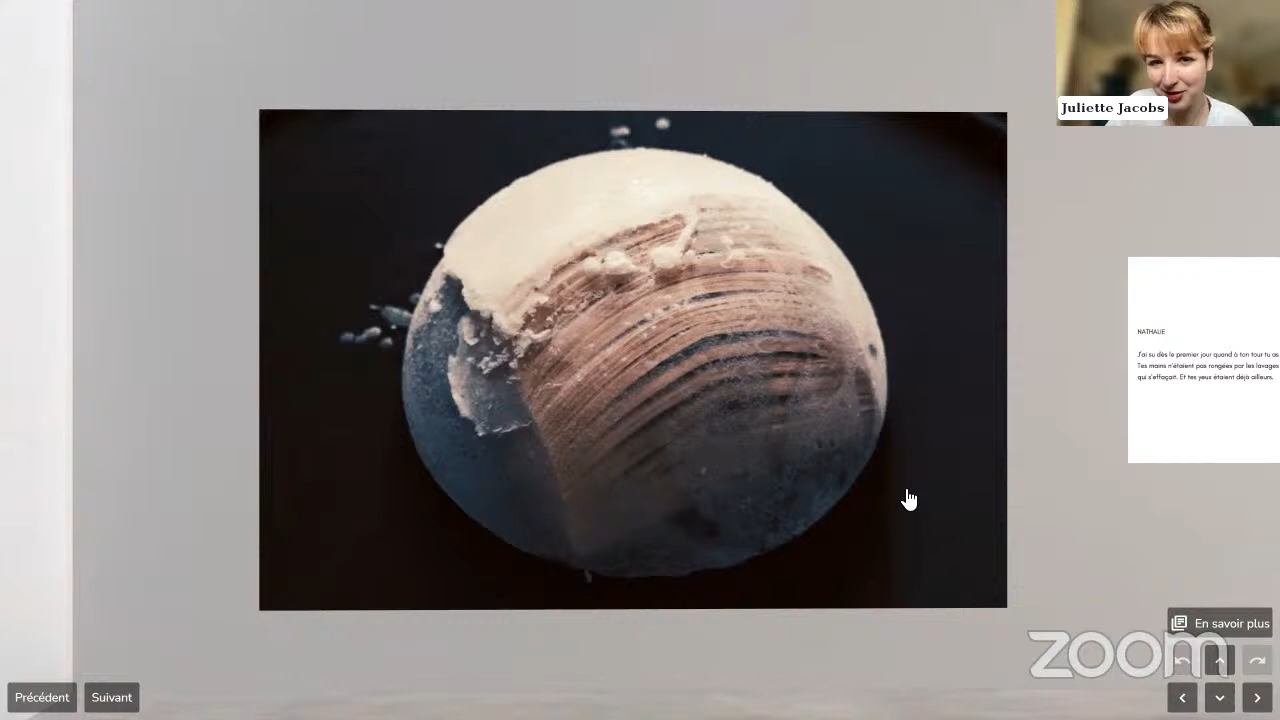 Juliette Jacobs
NATHALIE
J'ai su dès le premier jour quand à ton tour tu as
Tes mains n'étaient pas rongées par les lavages
qui s'effaçait. Et tes yeux étaient déjà ailleurs.
En savoir plus
zoom
Précédent
Suivant